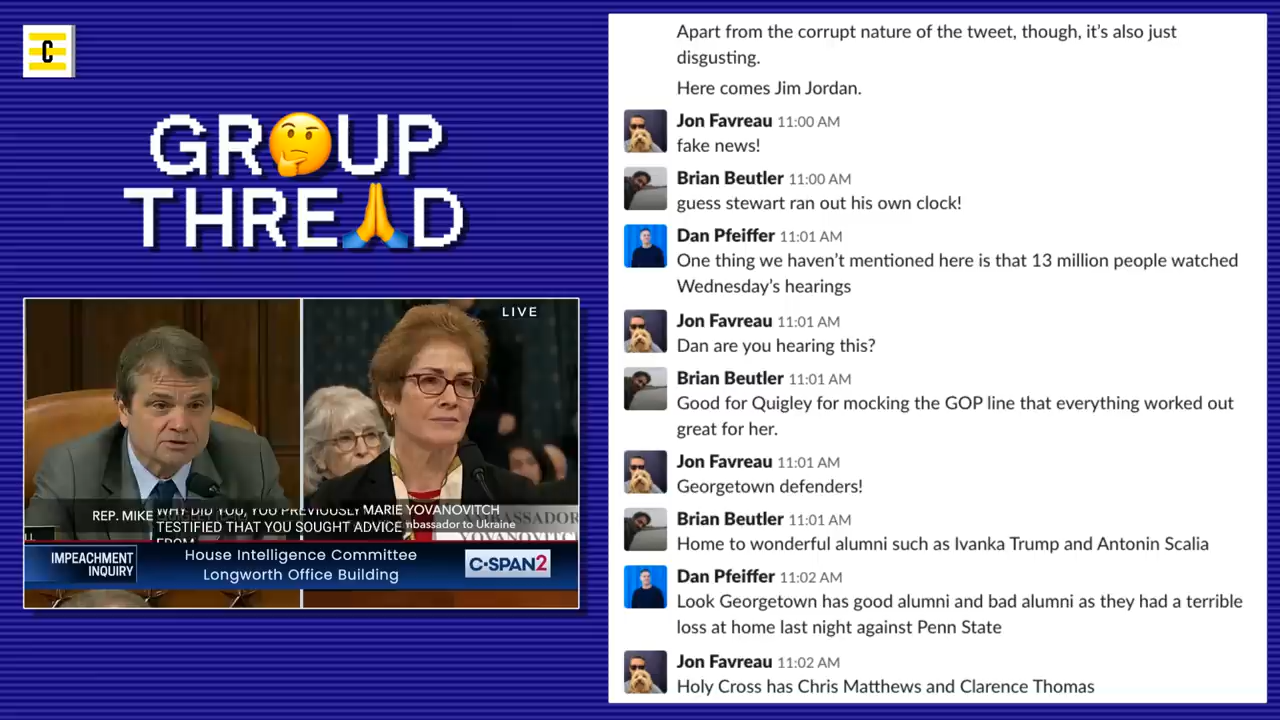 C
GR🤔UP
THRE🙏D
LIVE
REP. MIKE
WHY DID YOU, YOU PREVIOUSLY
TESTIFIED THAT YOU SOUGHT ADVICE
FROM
MARIE YOVANOVITCH
mbassador to Ukraine
IMPEACHMENT
INQUIRY
House Intelligence Committee
Longworth Office Building
C-SPAN2
Apart from the corrupt nature of the tweet, though, it's also just
disgusting.
Here comes Jim Jordan.
Jon Favreau 11:00 AM
fake news!
Brian Beutler 11:00 AM
guess stewart ran out his own clock!
Dan Pfeiffer 11:01 AM
One thing we haven't mentioned here is that 13 million people watched
Wednesday's hearings
Jon Favreau 11:01 AM
Dan are you hearing this?
Brian Beutler 11:01 AM
Good for Quigley for mocking the GOP line that everything worked out
great for her.
Jon Favreau 11:01 AM
Georgetown defenders!
Brian Beutler 11:01 AM
Home to wonderful alumni such as Ivanka Trump and Antonin Scalia
Dan Pfeiffer 11:02 AM
Look Georgetown has good alumni and bad alumni as they had a terrible
loss at home last night against Penn State
Jon Favreau 11:02 AM
Holy Cross has Chris Matthews and Clarence Thomas